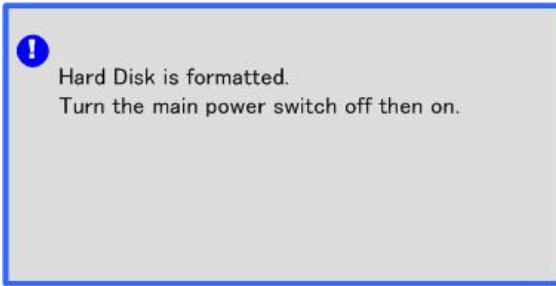 !
Hard Disk is formatted.
Turn the main power switch off then on.